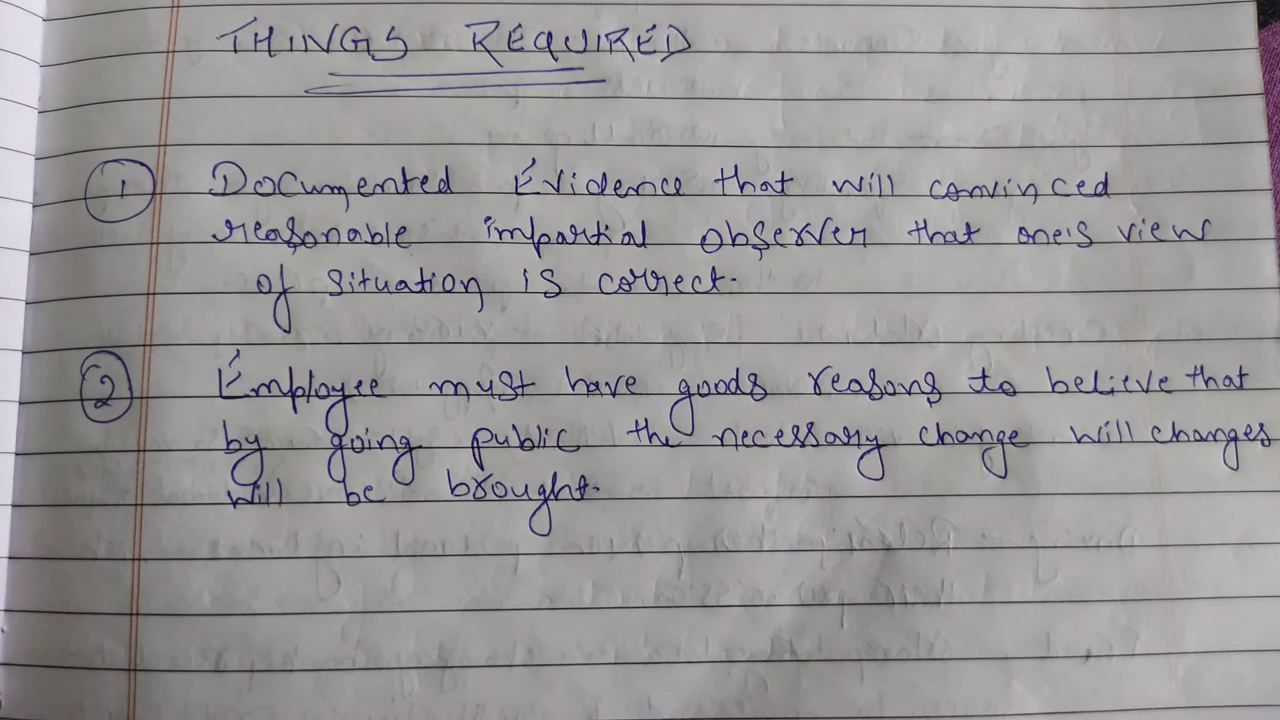 THINGS REQUIRED
① Documented Evidence that will convinced
reasonable impartial observer that one's view
of situation is correct.
② Employee must have goods reasons to believe that
by going public the necessary change will changes
will be brought.